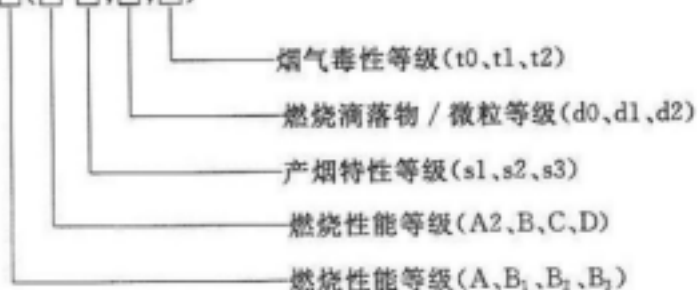 烟气毒性等级(t0、t1、t2)
燃烧滴落物/微粒等级(d0、d1、d2)
产烟特性等级(s1、s2、s3)
燃烧性能等级(A2、B、C、D)
燃烧性能等级(A、B₁、B₂、B₃)